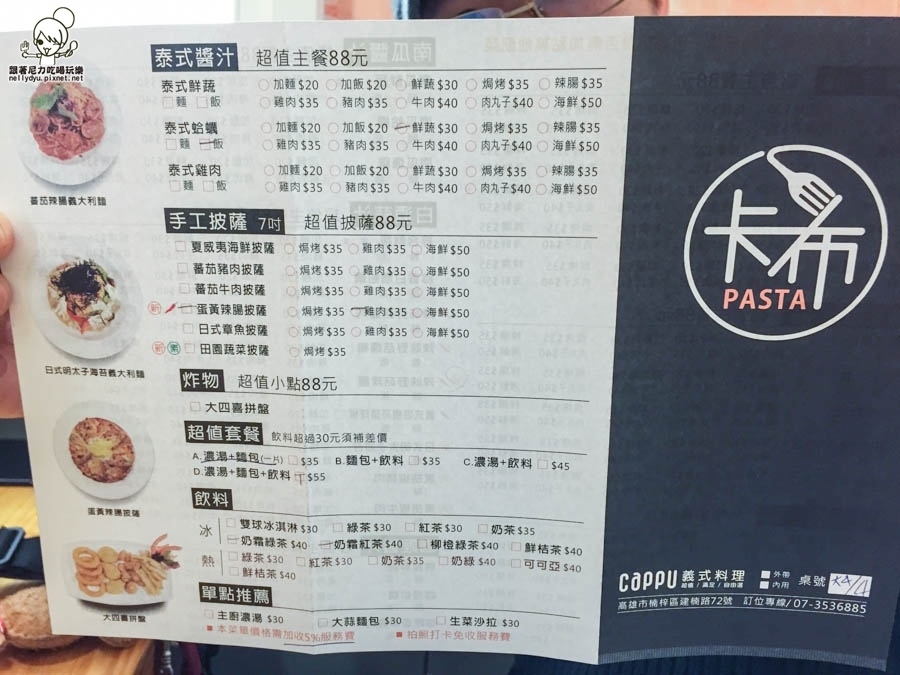 跟著尼力吃喝玩樂
nellydyu.pixnet.net
泰式醬汁 超值主餐88元
泰式鮮蔬 加麵$20 加飯$20 鮮蔬$30 焗烤$35 辣腸$35
麵 飯 雞肉$35 豬肉$35 牛肉$40 肉丸子$40 海鮮$50
泰式蛤蠣 加麵$20 加飯$20 鮮蔬$30 焗烤$35 辣腸$35
麵 飯 雞肉$35 豬肉$35 牛肉$40 肉丸子$40 海鮮$50
泰式雞肉 加麵$20 加飯$20 鮮蔬$30 焗烤$35 辣腸$35
麵 飯 雞肉$35 豬肉$35 牛肉$40 肉丸子$40 海鮮$50
蕃茄辣腸義大利麵
手工披薩 7吋 超值披薩88元
夏威夷海鮮披薩 焗烤$35 雞肉$35 海鮮$50
蕃茄豬肉披薩 焗烤$35 雞肉$35 海鮮$50
蕃茄牛肉披薩 焗烤$35 雞肉$35 海鮮$50
新 蛋黃辣腸披薩 焗烤$35 雞肉$35 海鮮$50
日式章魚披薩 焗烤$35 雞肉$35 海鮮$50
新 素 田園蔬菜披薩 焗烤$35
日式明太子海苔義大利麵
炸物 超值小點88元
大四喜拼盤
超值套餐 飲料超過30元須補差價
A.濃湯+麵包(一片) $35 B.麵包+飲料 $35 C.濃湯+飲料 $45
D.濃湯+麵包+飲料 $55
蛋黃辣腸披薩
飲料
冰 雙球冰淇淋$30 綠茶$30 紅茶$30 奶茶$35
奶霜綠茶$40 奶霜紅茶$40 柳橙綠茶$40 鮮桔茶$40
熱 綠茶$30 紅茶$30 奶茶$35 奶綠$40 可可亞$40
鮮桔茶$40
大四喜拼盤
單點推薦
主廚濃湯$30 大蒜麵包$30 生菜沙拉$30
本菜單價格需加收5%服務費 拍照打卡免收服務費
卡布
PASTA
cappu 義式料理 外帶 桌號
超值/滿足/自由選 內用
高雄市楠梓區建楠路72號 訂位專線/07-3536885